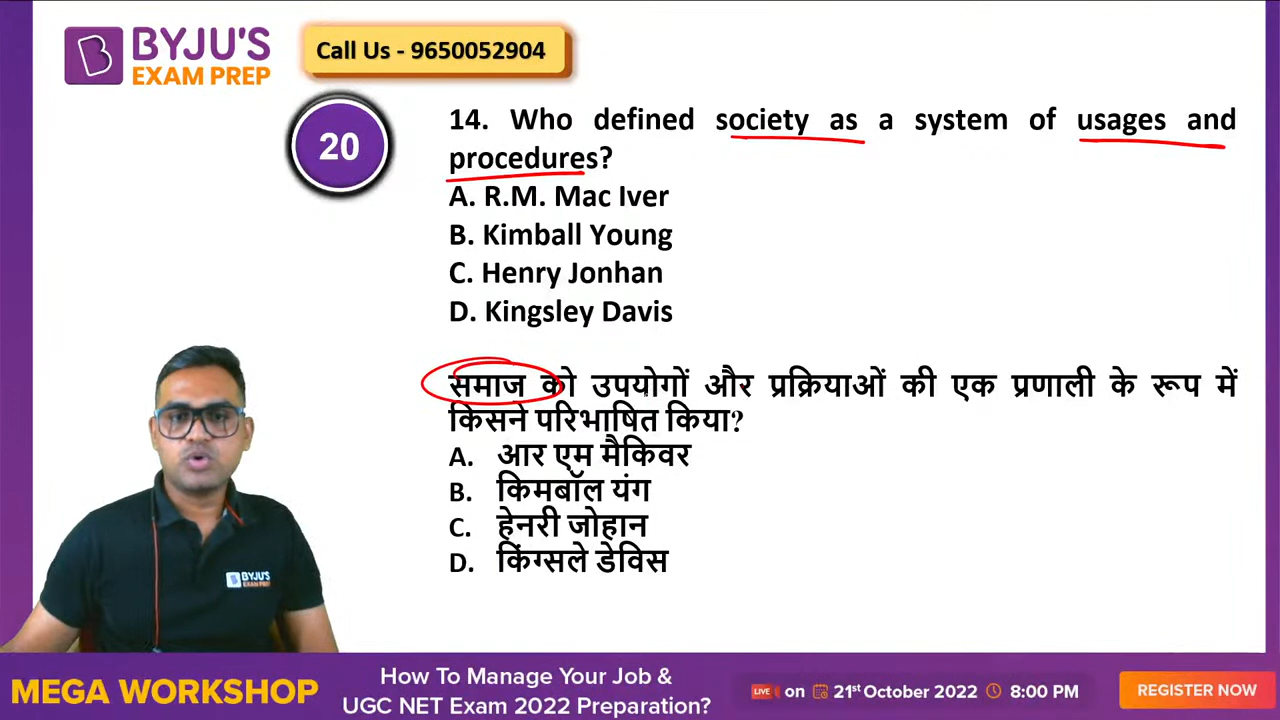 BYJU'S
EXAM PREP
Call Us - 9650052904
20
14. Who defined society as a system of usages and
procedures?
A. R.M. Mac Iver
B. Kimball Young
C. Henry Jonhan
D. Kingsley Davis
समाज को उपयोगों और प्रक्रियाओं की एक प्रणाली के रूप में
किसने परिभाषित किया?
A. आर एम मैकिवर
B. किमबॉल यंग
C. हेनरी जोहान
D. किंग्सले डेविस
BYJU'S
EXAM PREP
MEGA WORKSHOP
How To Manage Your Job &
UGC NET Exam 2022 Preparation?
LIVE on 21st October 2022 8:00 PM
REGISTER NOW